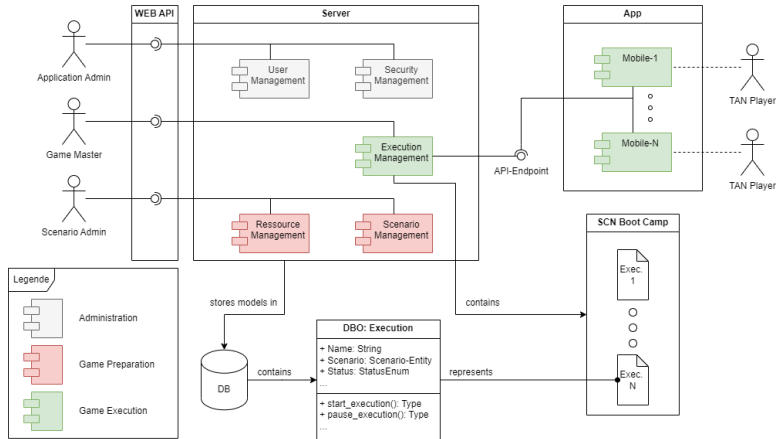 WEB API
Server
App
Application Admin
User
Management
Security
Management
Mobile-1
TAN Player
Game Master
Execution
Management
API-Endpoint
Mobile-N
TAN Player
Scenario Admin
Ressource
Management
Scenario
Management
SCN Boot Camp
Exec.
1
Exec.
N
Legende
Administration
Game Preparation
Game Execution
stores models in
contains
DB
contains
DBO: Execution
+ Name: String
+ Scenario: Scenario-Entity
+ Status: StatusEnum
...
+ start_execution(): Type
+ pause_execution(): Type
...
represents